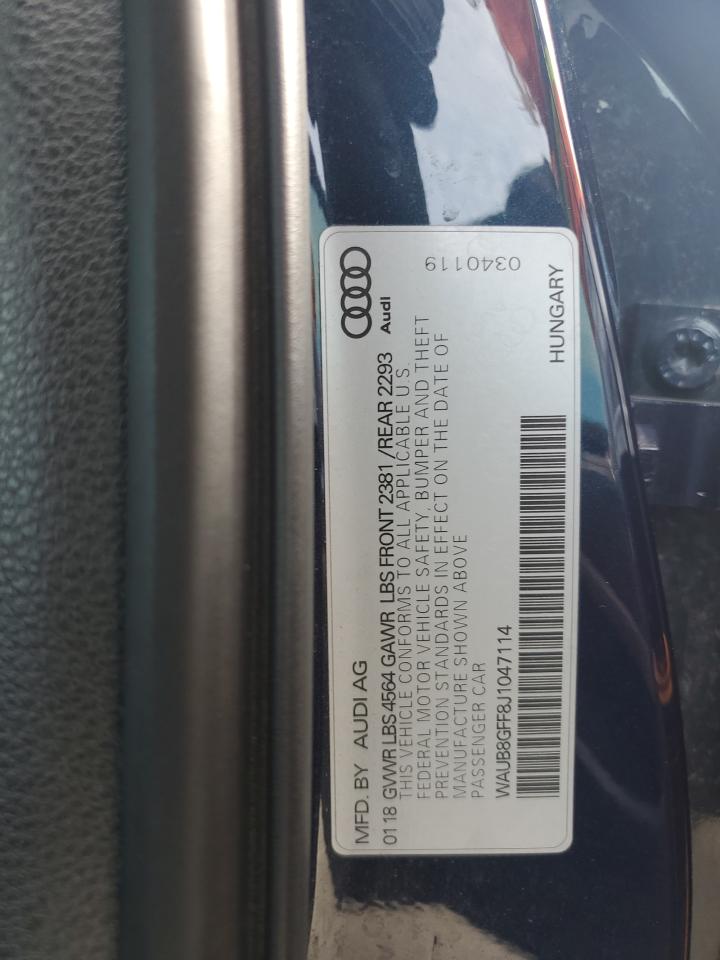 MFD. BY AUDI AG
Audi
0118 GVWR LBS 4564 GAWR LBS FRONT 2381 /REAR 2293
THIS VEHICLE CONFORMS TO ALL APPLICABLE U.S.
FEDERAL MOTOR VEHICLE SAFETY, BUMPER AND THEFT
PREVENTION STANDARDS IN EFFECT ON THE DATE OF
MANUFACTURE SHOWN ABOVE
PASSENGER CAR
0340119
WAUB8GFF8J1047114
HUNGARY